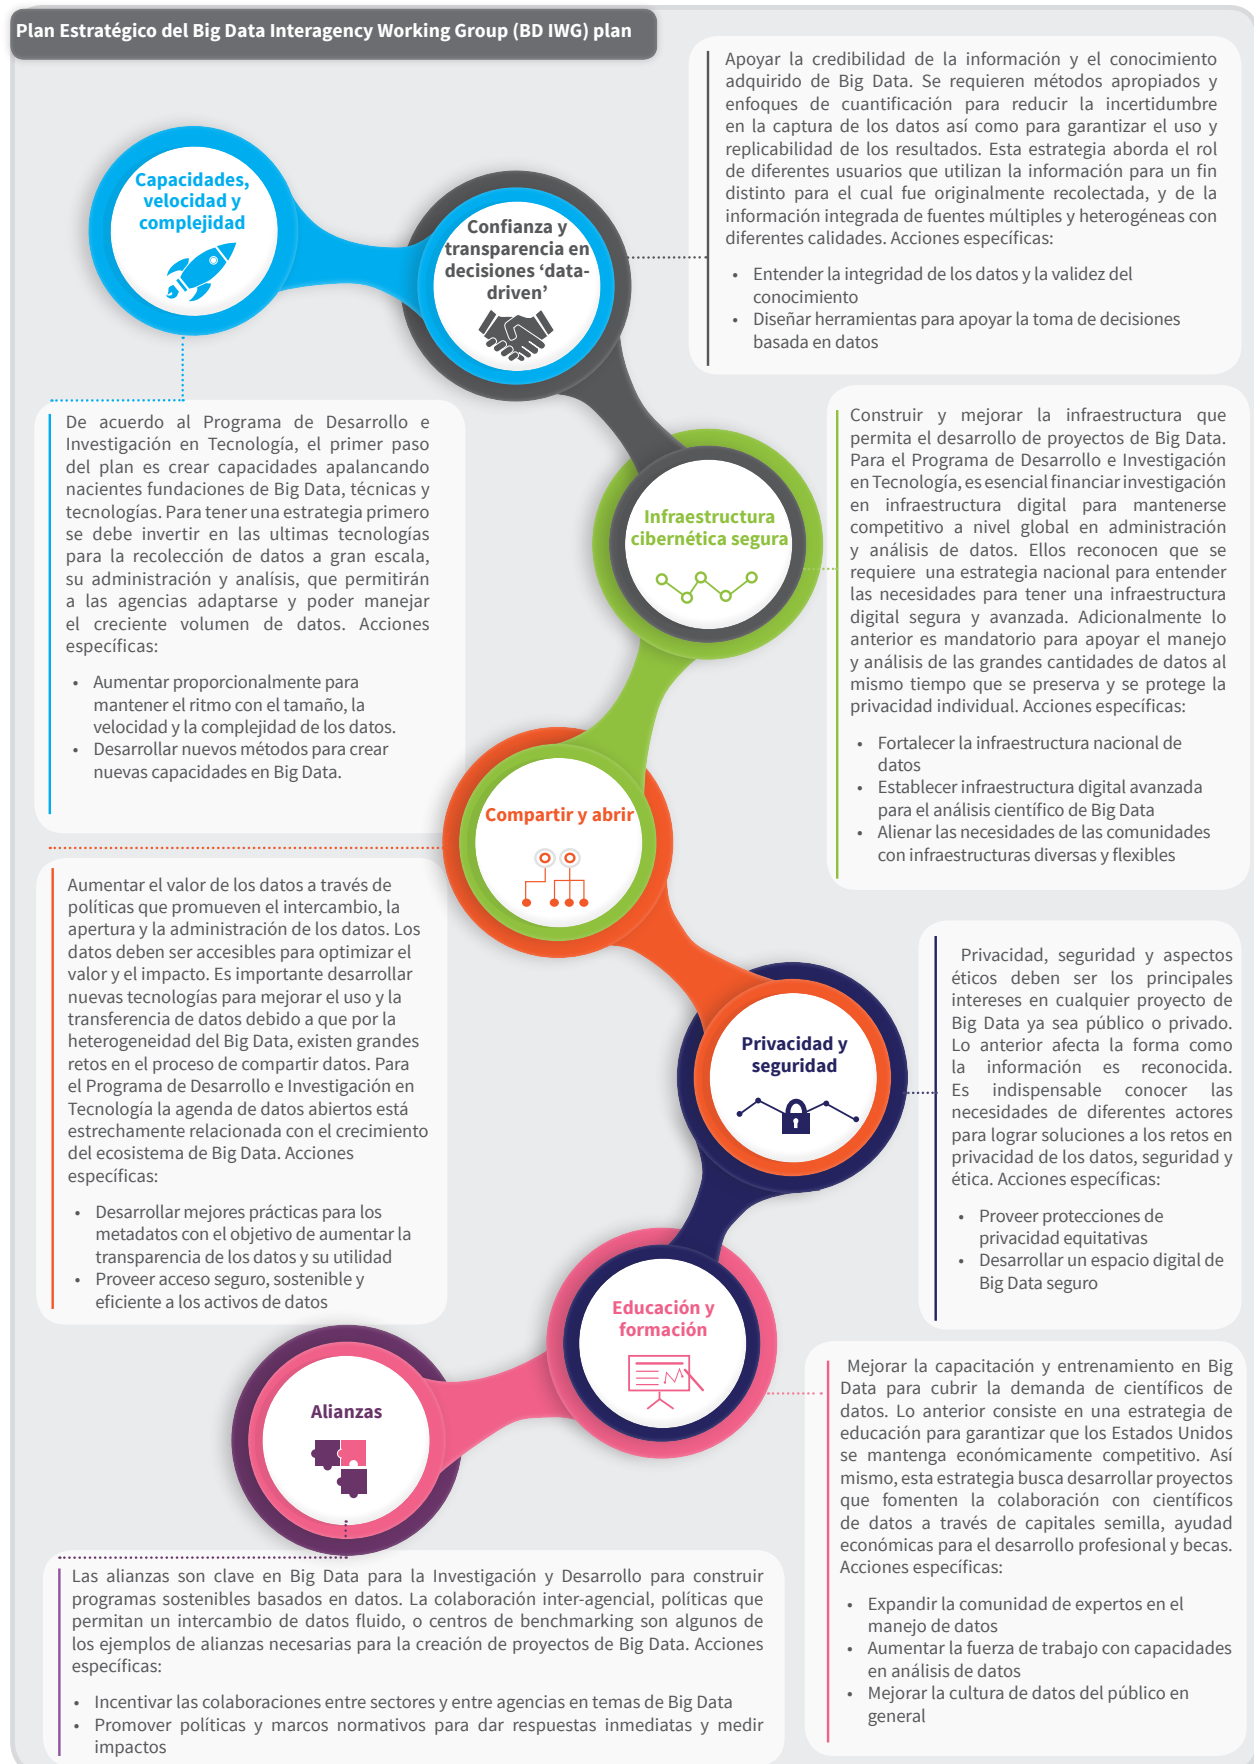 Plan Estratégico del Big Data Interagency Working Group (BD IWG) plan
Capacidades,
velocidad y
complejidad
De acuerdo al Programa de Desarrollo e
Investigación en Tecnología, el primer paso
del plan es crear capacidades apalancando
nacientes fundaciones de Big Data, técnicas y
tecnologías. Para tener una estrategia primero
se debe invertir en las ultimas tecnologías
para la recolección de datos a gran escala,
su administración y analísis, que permitirán
a las agencias adaptarse y poder manejar
el creciente volumen de datos. Acciones
específicas:
• Aumentar proporcionalmente para
mantener el ritmo con el tamaño, la
velocidad y la complejidad de los datos.
• Desarrollar nuevos métodos para crear
nuevas capacidades en Big Data.
Confianza y
transparencia en
decisiones ‘data-
driven’
Apoyar la credibilidad de la información y el conocimiento
adquirido de Big Data. Se requieren métodos apropiados y
enfoques de cuantificación para reducir la incertidumbre
en la captura de los datos así como para garantizar el uso y
replicabilidad de los resultados. Esta estrategia aborda el rol
de diferentes usuarios que utilizan la información para un fin
distinto para el cual fue originalmente recolectada, y de la
información integrada de fuentes múltiples y heterogéneas con
diferentes calidades. Acciones específicas:
• Entender la integridad de los datos y la validez del
conocimiento
• Diseñar herramientas para apoyar la toma de decisiones
basada en datos
Infraestructura
cibernética segura
Construir y mejorar la infraestructura que
permita el desarrollo de proyectos de Big Data.
Para el Programa de Desarrollo e Investigación
en Tecnología, es esencial financiar investigación
en infraestructura digital para mantenerse
competitivo a nivel global en administración
y análisis de datos. Ellos reconocen que se
requiere una estrategia nacional para entender
las necesidades para tener una infraestructura
digital segura y avanzada. Adicionalmente lo
anterior es mandatorio para apoyar el manejo
y análisis de las grandes cantidades de datos al
mismo tiempo que se preserva y se protege la
privacidad individual. Acciones específicas:
• Fortalecer la infraestructura nacional de
datos
• Establecer infraestructura digital avanzada
para el análisis científico de Big Data
• Alienar las necesidades de las comunidades
con infraestructuras diversas y flexibles
Compartir y abrir
Aumentar el valor de los datos a través de
políticas que promueven el intercambio, la
apertura y la administración de los datos. Los
datos deben ser accesibles para optimizar el
valor y el impacto. Es importante desarrollar
nuevas tecnologías para mejorar el uso y la
transferencia de datos debido a que por la
heterogeneidad del Big Data, existen grandes
retos en el proceso de compartir datos. Para
el Programa de Desarrollo e Investigación en
Tecnología la agenda de datos abiertos está
estrechamente relacionada con el crecimiento
del ecosistema de Big Data. Acciones
específicas:
• Desarrollar mejores prácticas para los
metadatos con el objetivo de aumentar la
transparencia de los datos y su utilidad
• Proveer acceso seguro, sostenible y
eficiente a los activos de datos
Privacidad y
seguridad
Privacidad, seguridad y aspectos
éticos deben ser los principales
intereses en cualquier proyecto de
Big Data ya sea público o privado.
Lo anterior afecta la forma como
la información es reconocida.
Es indispensable conocer las
necesidades de diferentes actores
para lograr soluciones a los retos en
privacidad de los datos, seguridad y
ética. Acciones específicas:
• Proveer protecciones de
privacidad equitativas
• Desarrollar un espacio digital de
Big Data seguro
Educación y
formación
Mejorar la capacitación y entrenamiento en Big
Data para cubrir la demanda de científicos de
datos. Lo anterior consiste en una estrategia de
educación para garantizar que los Estados Unidos
se mantenga económicamente competitivo. Así
mismo, esta estrategia busca desarrollar proyectos
que fomenten la colaboración con científicos
de datos a través de capitales semilla, ayudad
económicas para el desarrollo profesional y becas.
Acciones específicas:
• Expandir la comunidad de expertos en el
manejo de datos
• Aumentar la fuerza de trabajo con capacidades
en análisis de datos
• Mejorar la cultura de datos del público en
general
Alianzas
Las alianzas son clave en Big Data para la Investigación y Desarrollo para construir
programas sostenibles basados en datos. La colaboración inter-agencial, políticas que
permitan un intercambio de datos fluido, o centros de benchmarking son algunos de
los ejemplos de alianzas necesarias para la creación de proyectos de Big Data. Acciones
específicas:
• Incentivar las colaboraciones entre sectores y entre agencias en temas de Big Data
• Promover políticas y marcos normativos para dar respuestas inmediatas y medir
impactos